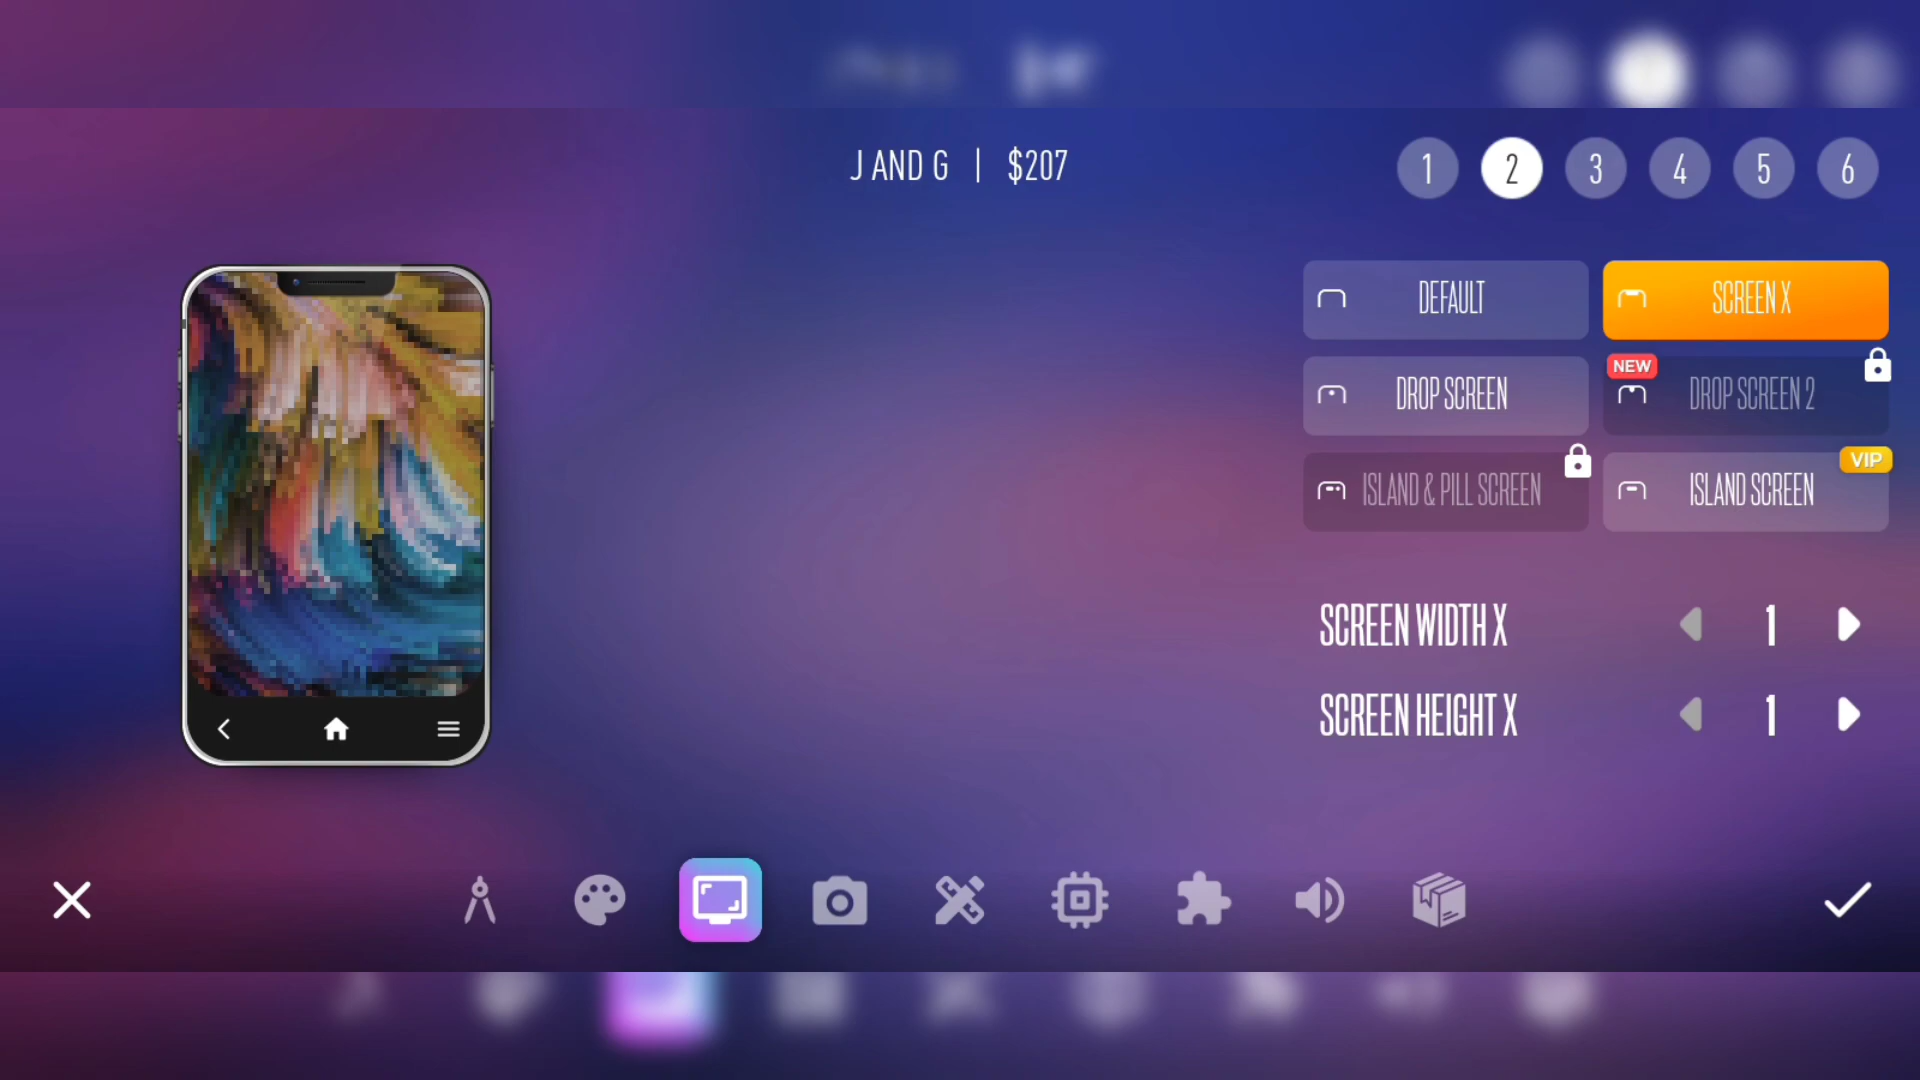 J AND G | $207
1 2 3 4 5 6
DEFAULT
SCREEN X
DROP SCREEN
NEW
DROP SCREEN 2
ISLAND & PILL SCREEN
VIP
ISLAND SCREEN
SCREEN WIDTH X 1
SCREEN HEIGHT X 1